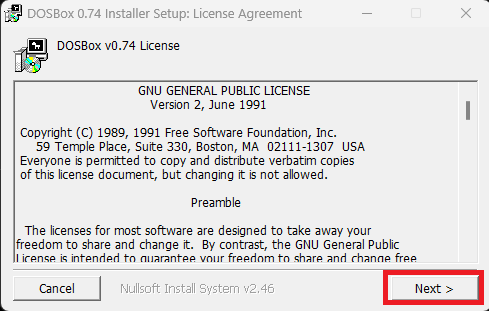 DOSBox 0.74 Installer Setup: License Agreement
DOSBox v0.74 License
GNU GENERAL PUBLIC LICENSE
Version 2, June 1991
Copyright (C) 1989, 1991 Free Software Foundation, Inc.
59 Temple Place, Suite 330, Boston, MA  02111-1307  USA
Everyone is permitted to copy and distribute verbatim copies
of this license document, but changing it is not allowed.
Preamble
The licenses for most software are designed to take away your
freedom to share and change it.  By contrast, the GNU General Public
License is intended to guarantee your freedom to share and change free
Cancel
Nullsoft Install System v2.46
Next >